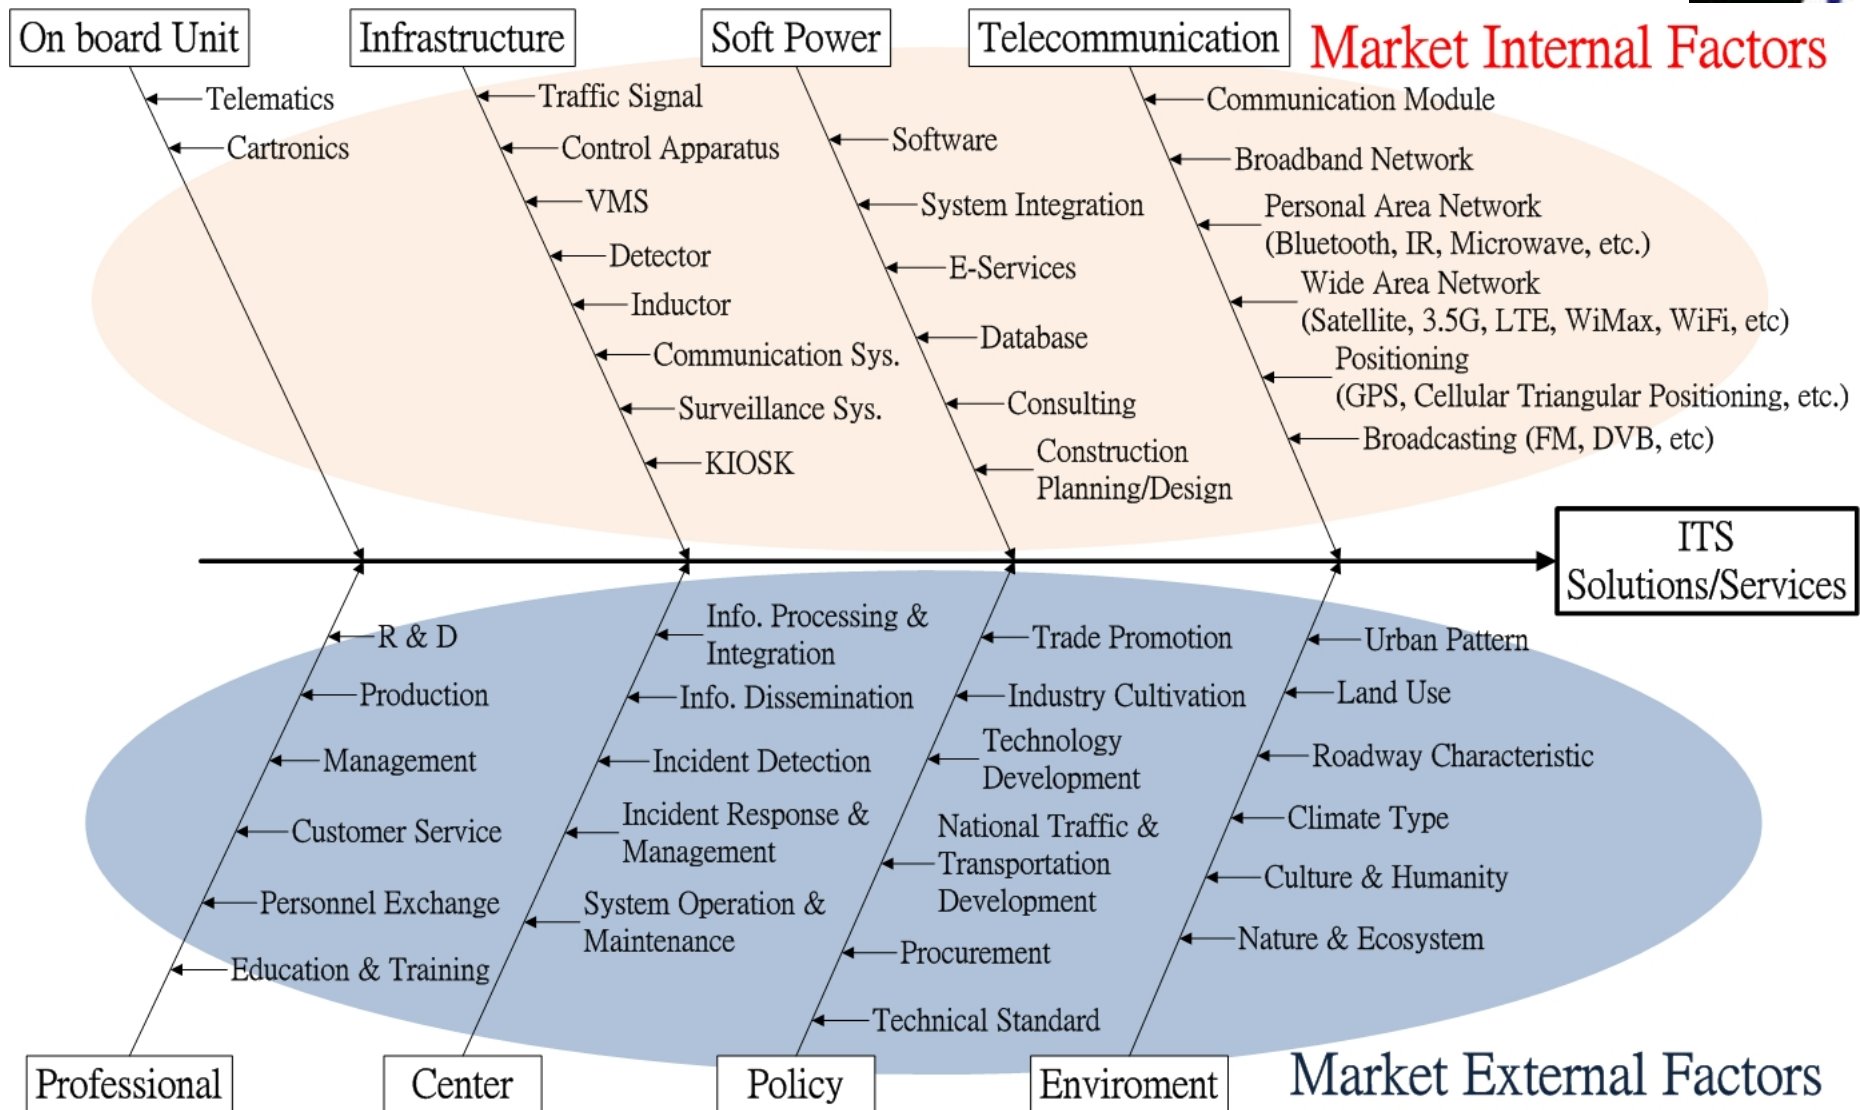 On board Unit
Infrastructure
Soft Power
Telecommunication
Market Internal Factors
Telematics
Cartronics
Traffic Signal
Control Apparatus
VMS
Detector
Inductor
Communication Sys.
Surveillance Sys.
KIOSK
Software
System Integration
E-Services
Database
Consulting
Construction
Planning/Design
Communication Module
Broadband Network
Personal Area Network
(Bluetooth, IR, Microwave, etc.)
Wide Area Network
(Satellite, 3.5G, LTE, WiMax, WiFi, etc)
Positioning
(GPS, Cellular Triangular Positioning, etc.)
Broadcasting (FM, DVB, etc)
ITS
Solutions/Services
R & D
Production
Management
Customer Service
Personnel Exchange
Education & Training
Info. Processing &
Integration
Info. Dissemination
Incident Detection
Incident Response &
Management
System Operation &
Maintenance
Trade Promotion
Industry Cultivation
Technology
Development
National Traffic &
Transportation
Development
Procurement
Technical Standard
Urban Pattern
Land Use
Roadway Characteristic
Climate Type
Culture & Humanity
Nature & Ecosystem
Professional
Center
Policy
Enviroment
Market External Factors